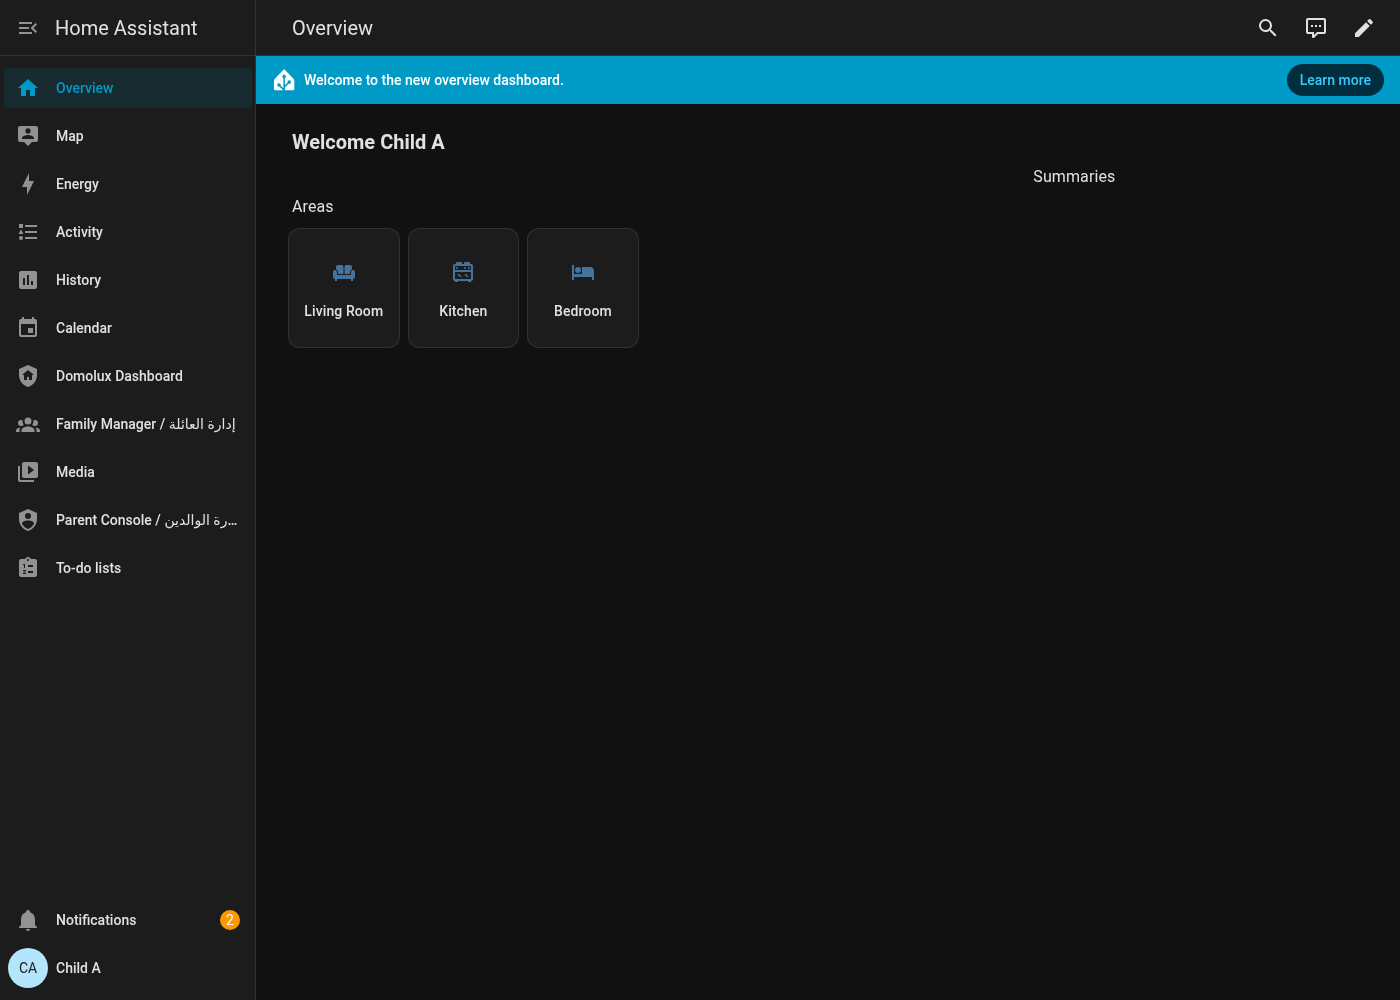 Home Assistant
Overview
Overview
Map
Energy
Activity
History
Calendar
Domolux Dashboard
Family Manager / إدارة العائلة
Media
Parent Console / رة الوالدين...
To-do lists
Notifications
2
CA
Child A
Welcome to the new overview dashboard.
Learn more
Welcome Child A
Summaries
Areas
Living Room
Kitchen
Bedroom